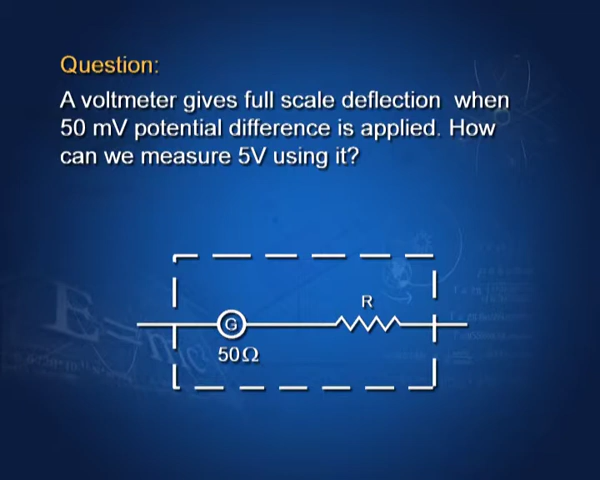 Question:
A voltmeter gives full scale deflection when
50 mV potential difference is applied. How
can we measure 5V using it?
R
G
50Ω